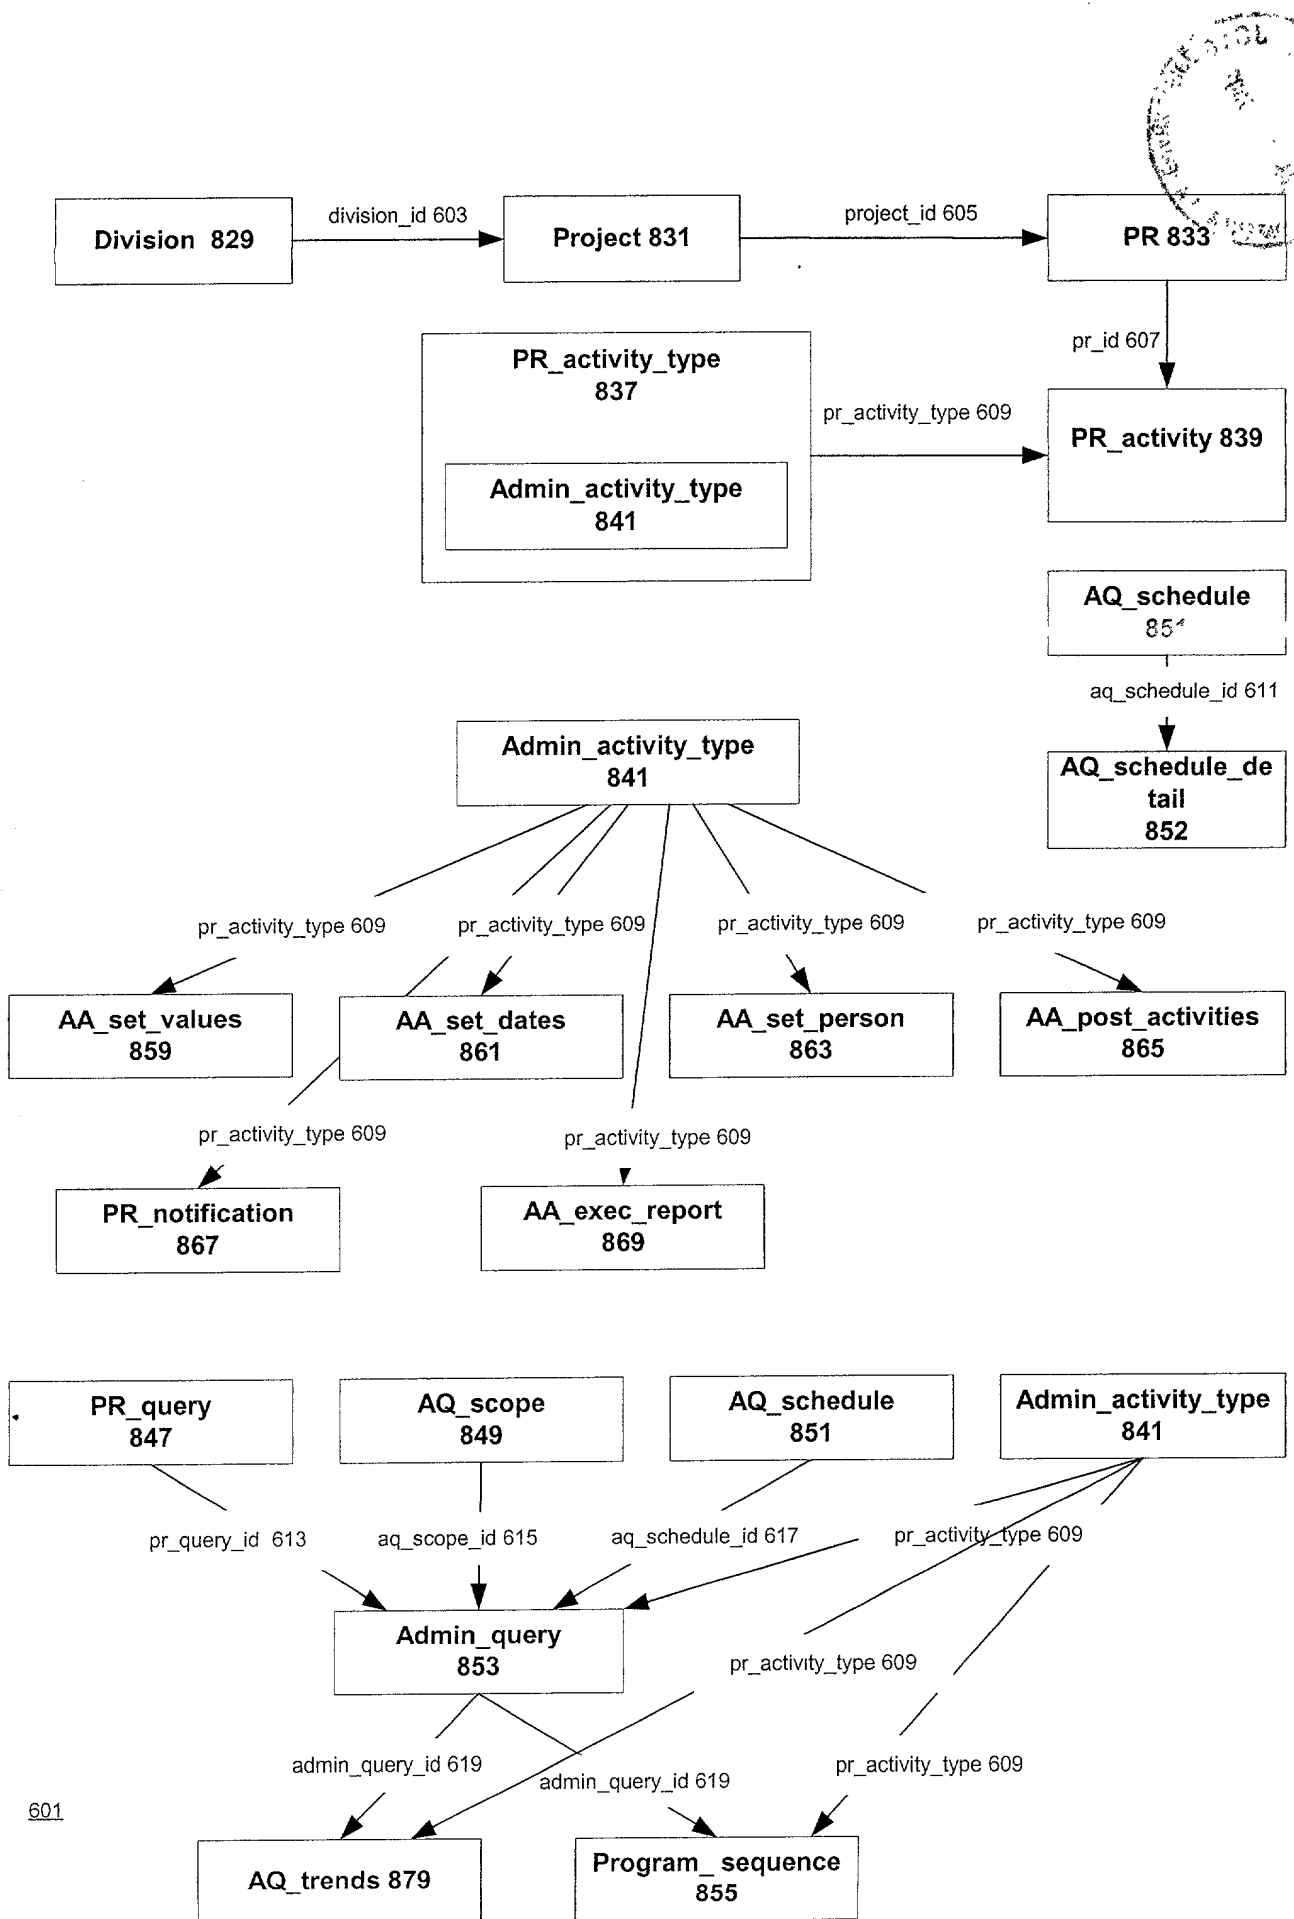 division_id 603
project_id 605
Division 829
Project 831
PR 833
pr_id 607
PR_activity_type
837
pr_activity_type 609
PR_activity 839
Admin_activity_type
841
AQ_schedule
aq_schedule_id 611
Admin_activity_type
841
AQ_schedule_de
tail
852
pr_activity_type 609
pr_activity_type 609
pr_activity_type 609
pr_activity_type 609
AA_set_values
859
AA_set_dates
861
AA_set_person
863
AA_post_activities
865
pr_activity_type 609
pr_activity_type 609
PR_notification
867
AA_exec_report
869
PR_query
847
AQ_scope
849
AQ_schedule
851
Admin_activity_type
841
pr_query_id 613
aq_scope_id 615
aq_schedule_id 617
pr_activity_type 609
Admin_query
853
pr_activity_type 609
admin_query_id 619
admin_query_id 619
pr_activity_type 609
601
AQ_trends 879
Program_ sequence
855